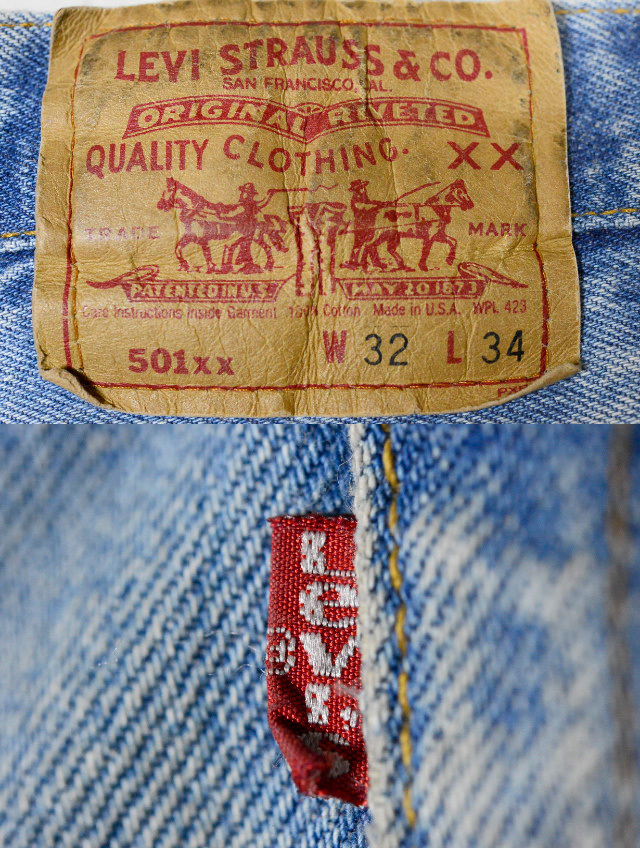 LEVI STRAUSS & CO.
SAN FRANCISCO, CAL.
ORIGINAL RIVETED
QUALITY CLOTHING. XX
TRADE MARK
PATENTED IN U.S. MAY 20 1873
Care Instructions Inside Garment 100% Cotton Made in U.S.A. WPL 423
501XX W 32 L 34
LEVI'S
®